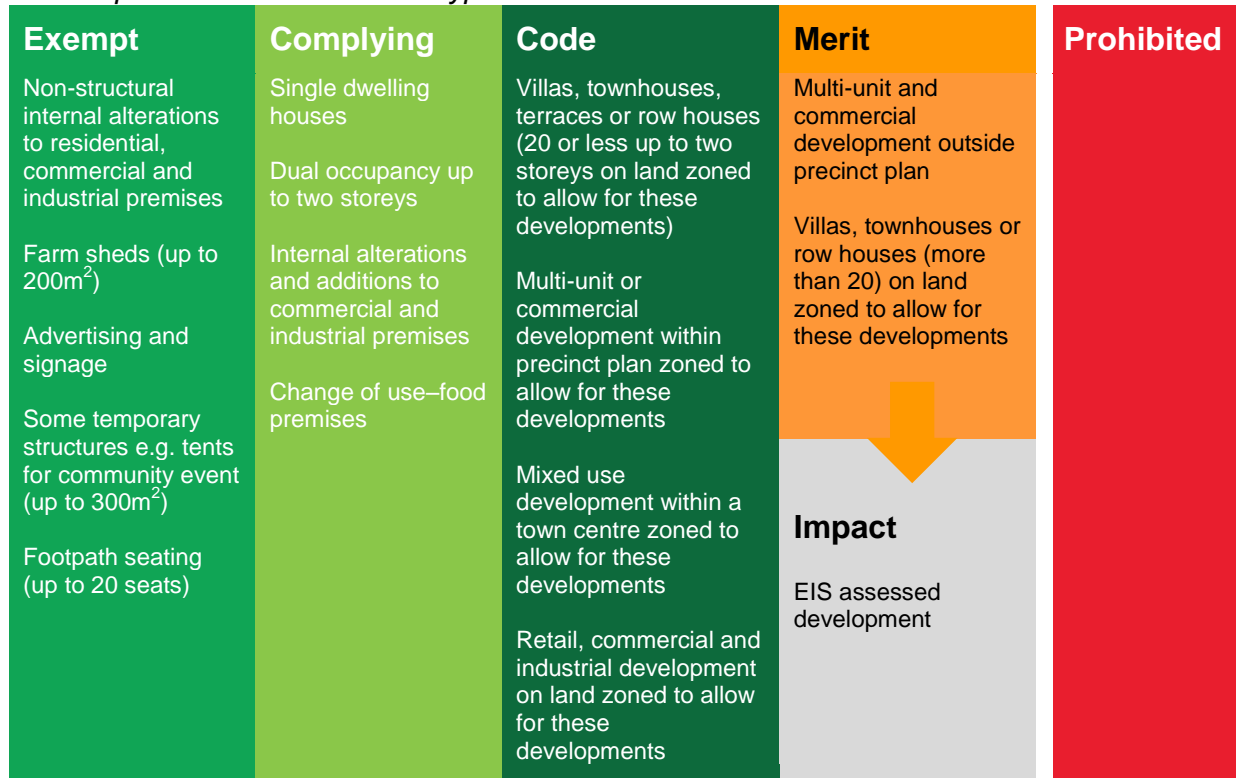 Exempt
Non-structural
internal alterations
to residential,
commercial and
industrial premises
Farm sheds (up to
200m²)
Advertising and
signage
Some temporary
structures e.g. tents
for community event
(up to 300m²)
Footpath seating
(up to 20 seats)
Complying
Single dwelling
houses
Dual occupancy up
to two storeys
Internal alterations
and additions to
commercial and
industrial premises
Change of use–food
premises
Code
Villas, townhouses,
terraces or row houses
(20 or less up to two
storeys on land zoned
to allow for these
developments)
Multi-unit or
commercial
development within
precinct plan zoned to
allow for these
developments
Mixed use
development within a
town centre zoned to
allow for these
developments
Retail, commercial and
industrial development
on land zoned to allow
for these
developments
Merit
Multi-unit and
commercial
development outside
precinct plan
Villas, townhouses or
row houses (more
than 20) on land
zoned to allow for
these developments
Impact
EIS assessed
development
Prohibited